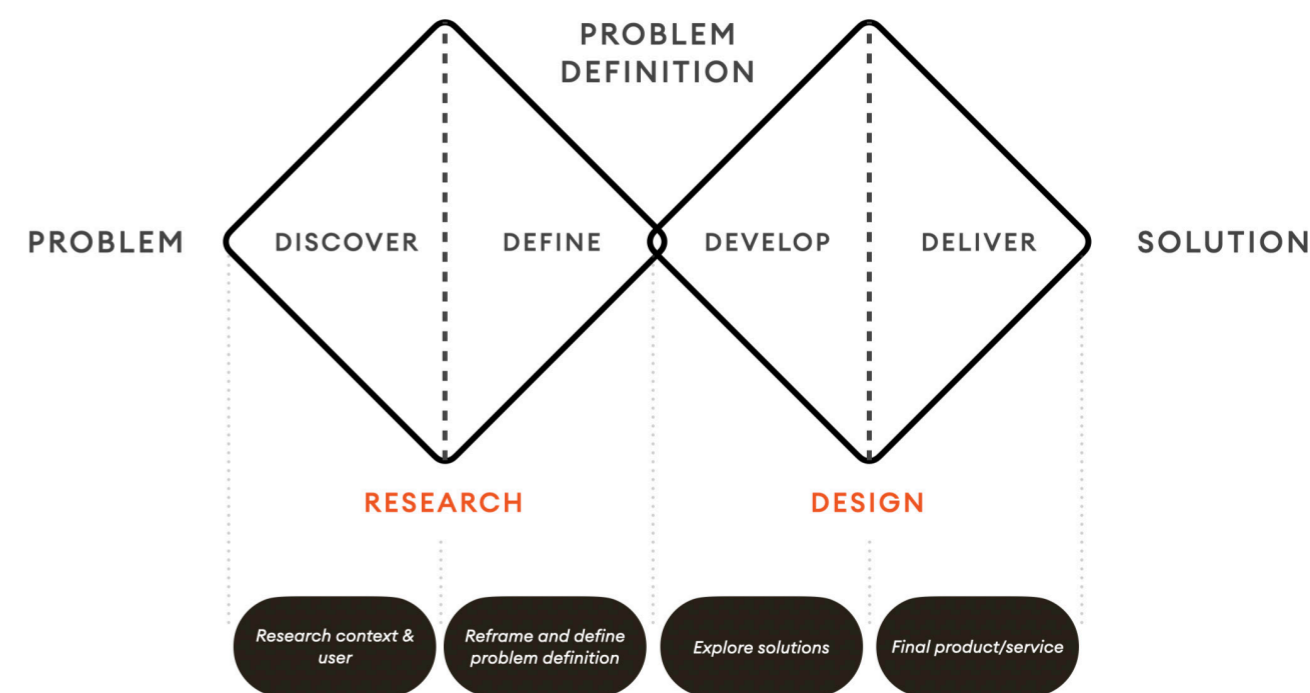 PROBLEM
DEFINITION
PROBLEM
DISCOVER
DEFINE
DEVELOP
DELIVER
SOLUTION
RESEARCH
DESIGN
Research context &
user
Reframe and define
problem definition
Explore solutions
Final product/service